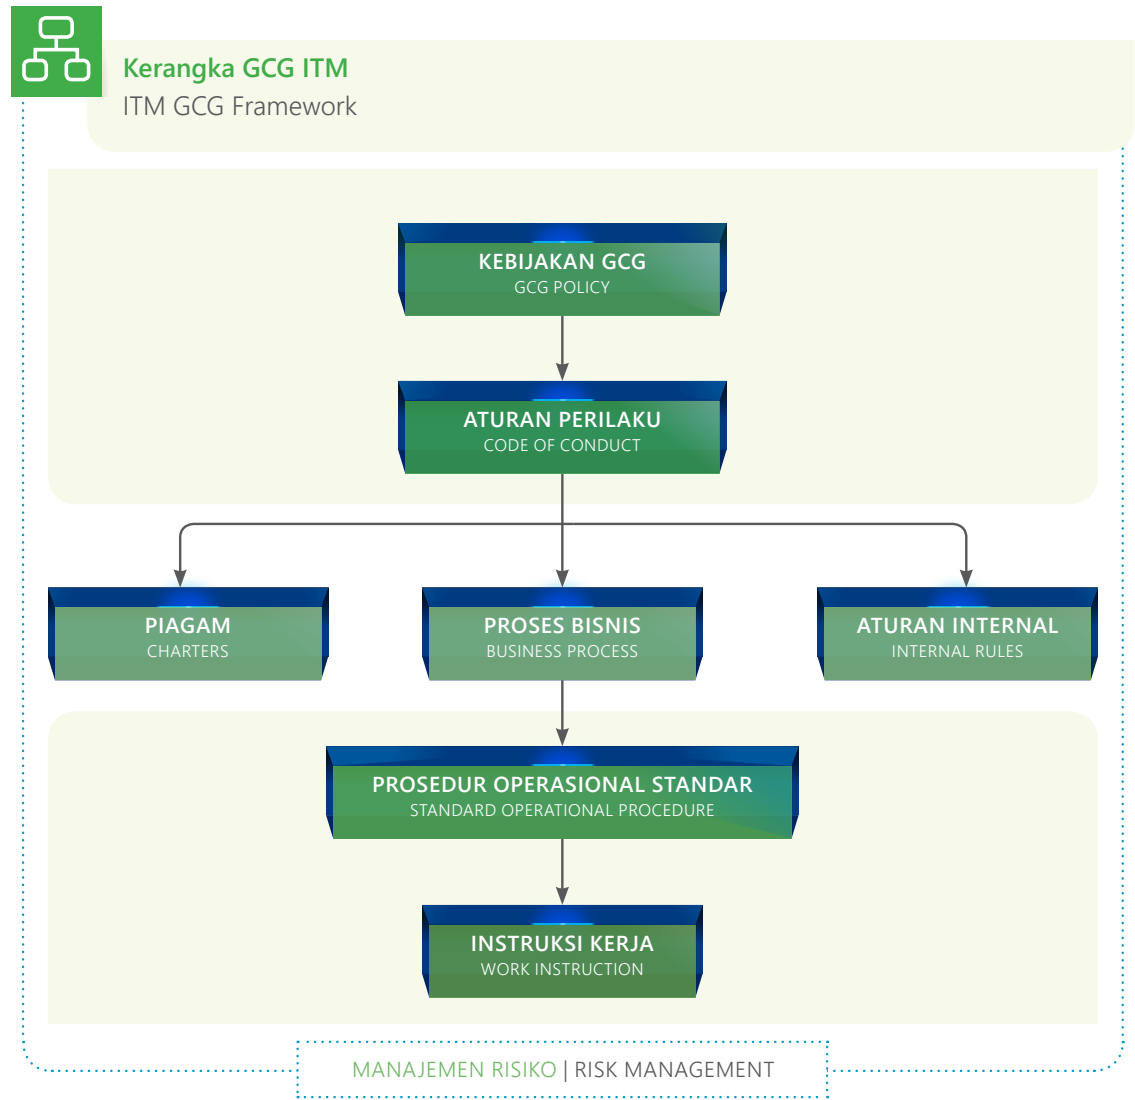 Kerangka GCG ITM
ITM GCG Framework
KEBIJAKAN GCG
GCG POLICY
ATURAN PERILAKU
CODE OF CONDUCT
PIAGAM
CHARTERS
PROSES BISNIS
BUSINESS PROCESS
ATURAN INTERNAL
INTERNAL RULES
PROSEDUR OPERASIONAL STANDAR
STANDARD OPERATIONAL PROCEDURE
INSTRUKSI KERJA
WORK INSTRUCTION
MANAJEMEN RISIKO | RISK MANAGEMENT